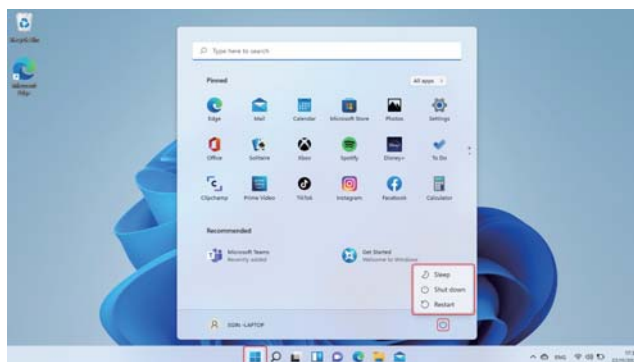 Recycle Bin
Microsoft
Edge
Type here to search
Pinned
All apps >
Edge
Mail
Calendar
Microsoft Store
Photos
Settings
Office
Solitaire
Xbox
Spotify
Disney+
To Do
Clipchamp
Prime Video
TikTok
Instagram
Facebook
Calculator
Recommended
Microsoft Teams
Recently added
Get Started
Welcome to Windows
Sleep
Shut down
Restart
ENG